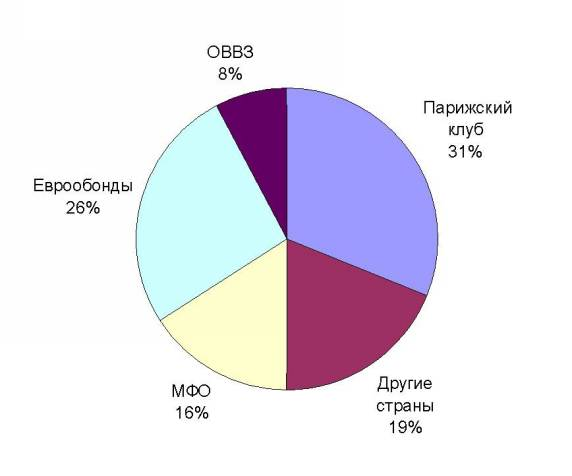 ОВВЗ
8%
Парижский
клуб
31%
Еврообонды
26%
МФО
16%
Другие
страны
19%